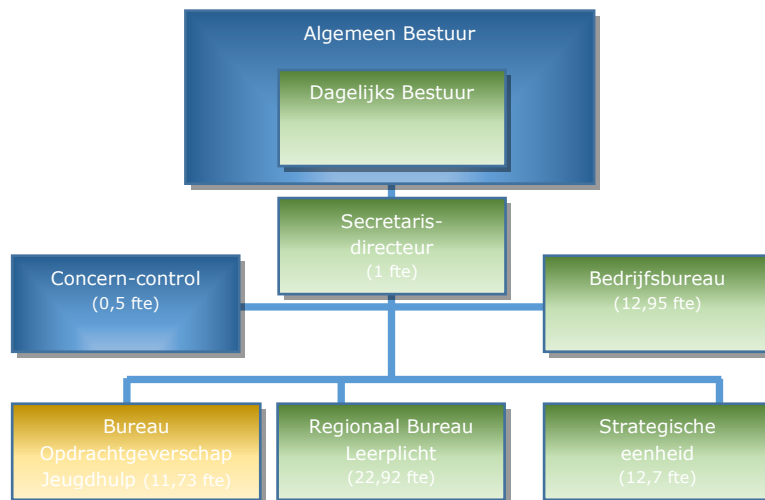 Algemeen Bestuur
Dagelijks Bestuur
Secretaris-
directeur
(1 fte)
Concern-control
(0,5 fte)
Bedrijfsbureau
(12,95 fte)
Bureau
Opdrachtgeverschap
Jeugdhulp (11,73 fte)
Regionaal Bureau
Leerplicht
(22,92 fte)
Strategische
eenheid
(12,7 fte)